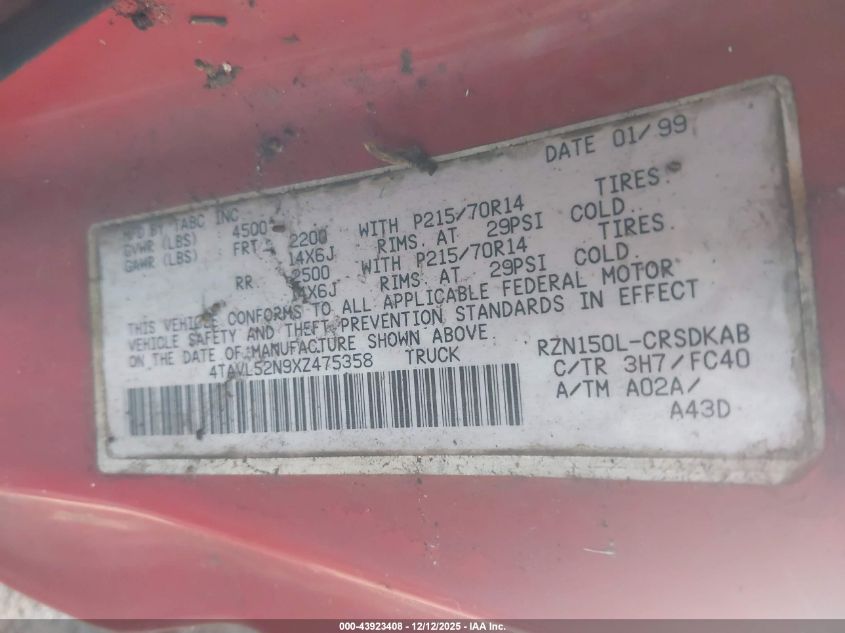 DATE 01/99
MFD BY TABC INC
GVWR (LBS) : 4500
GAWR (LBS) : FRT : 2200 WITH P215/70R14 TIRES.
14X6J RIMS. AT 29PSI COLD.
RR 2500 WITH P215/70R14 TIRES.
14X6J RIMS AT 29PSI COLD.
THIS VEHICLE CONFORMS TO ALL APPLICABLE FEDERAL MOTOR
VEHICLE SAFETY AND THEFT PREVENTION STANDARDS IN EFFECT
ON THE DATE OF MANUFACTURE SHOWN ABOVE.
4TAVL52N9XZ475358 TRUCK
RZN150L-CRSDKAB
C/TR 3H7/FC40
A/TM A02A/
A43D
000-43923408 - 12/12/2025 - IAA Inc.